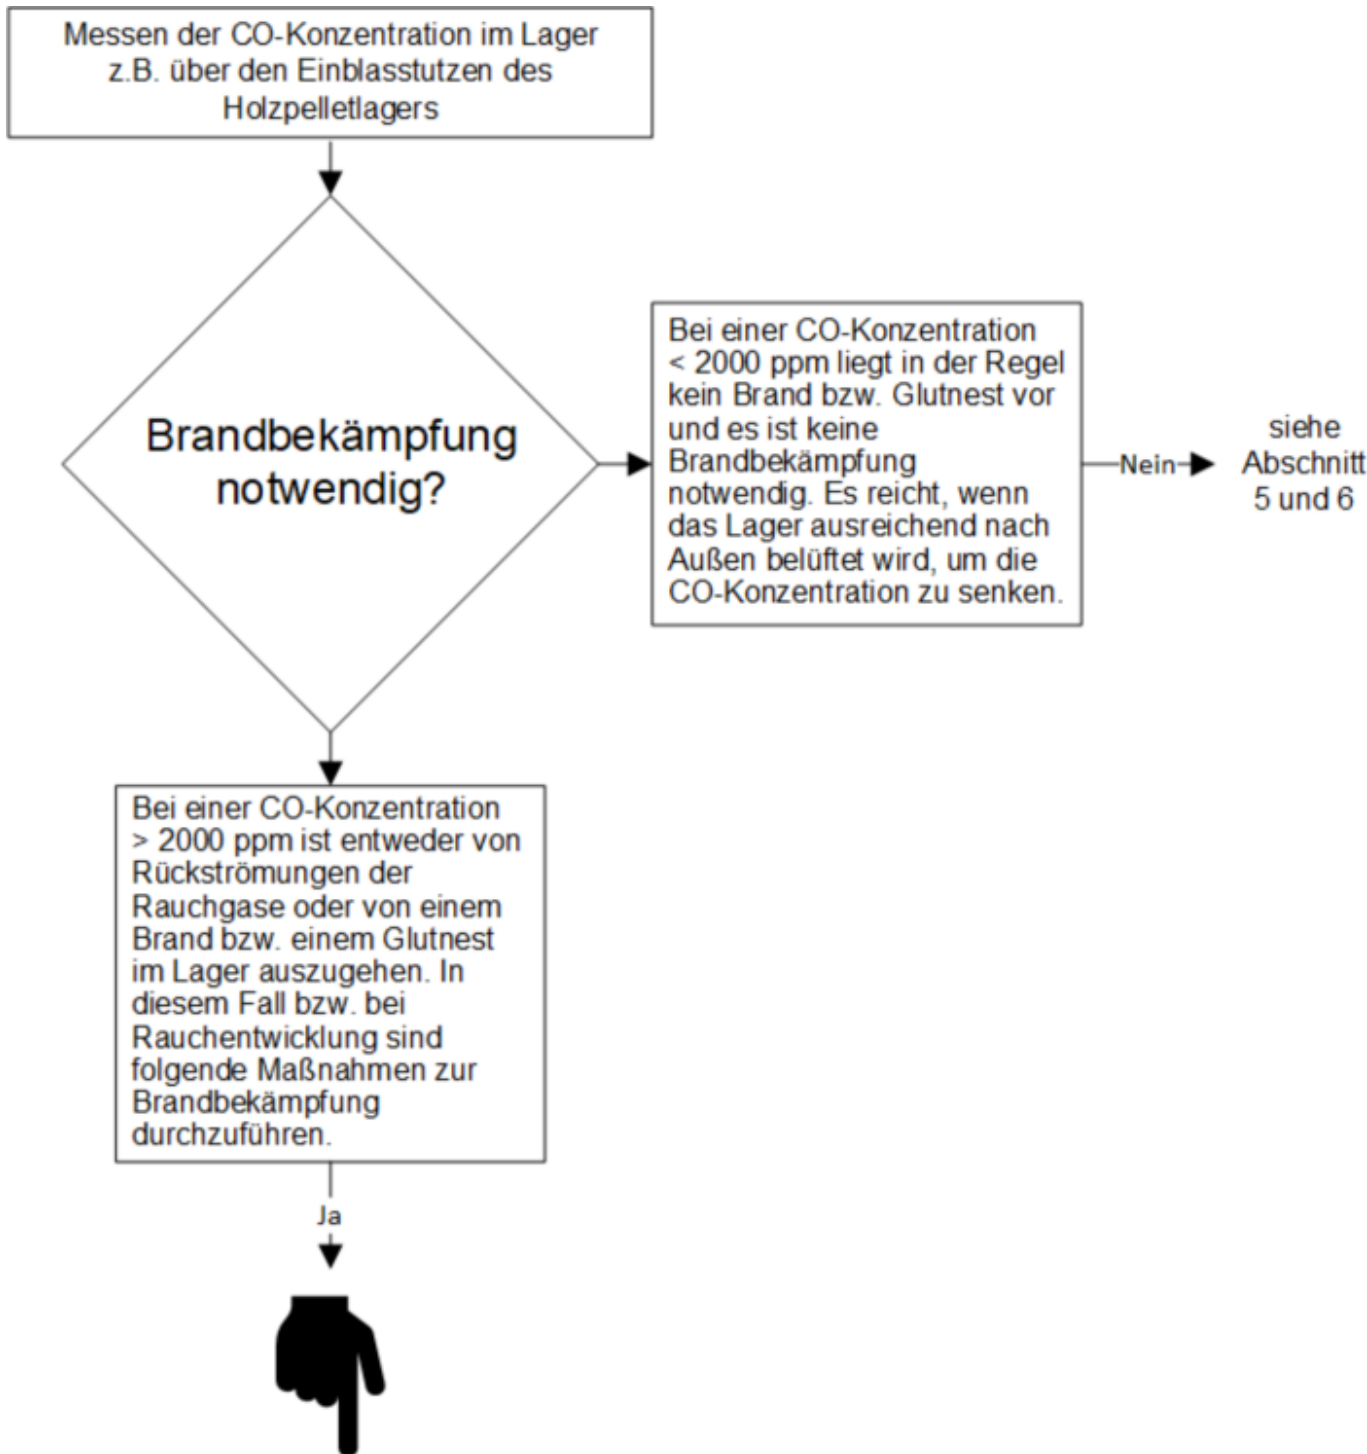 Messen der CO-Konzentration im Lager
z.B. über den Einblasstutzen des
Holzpelletlagers
Brandbekämpfung
notwendig?
Bei einer CO-Konzentration
< 2000 ppm liegt in der Regel
kein Brand bzw. Glutnest vor
und es ist keine
Brandbekämpfung
notwendig. Es reicht, wenn
das Lager ausreichend nach
Außen belüftet wird, um die
CO-Konzentration zu senken.
Nein
siehe
Abschnitt
5 und 6
Bei einer CO-Konzentration
> 2000 ppm ist entweder von
Rückströmungen der
Rauchgase oder von einem
Brand bzw. einem Glutnest
im Lager auszugehen. In
diesem Fall bzw. bei
Rauchentwicklung sind
folgende Maßnahmen zur
Brandbekämpfung
durchzuführen.
Ja